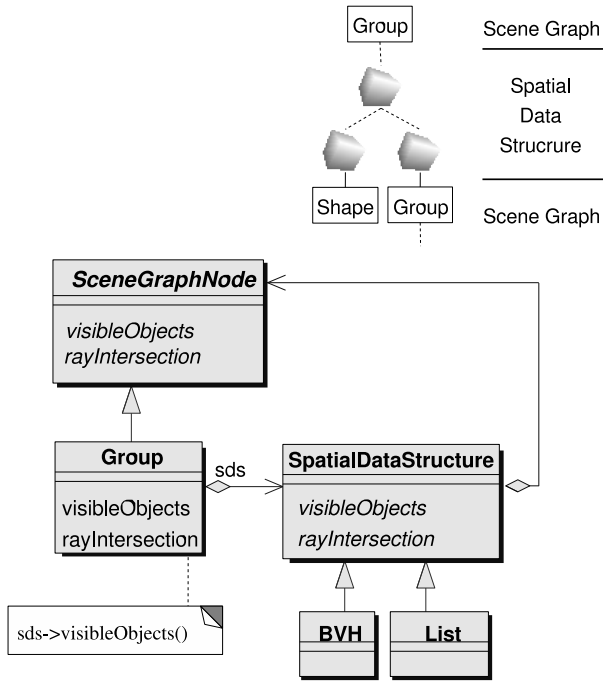 Group
Scene Graph
Spatial
Data
Strucrure
Shape
Group
Scene Graph
SceneGraphNode
visibleObjects
rayIntersection
Group
visibleObjects
rayIntersection
sds
SpatialDataStructure
visibleObjects
rayIntersection
sds->visibleObjects()
BVH
List